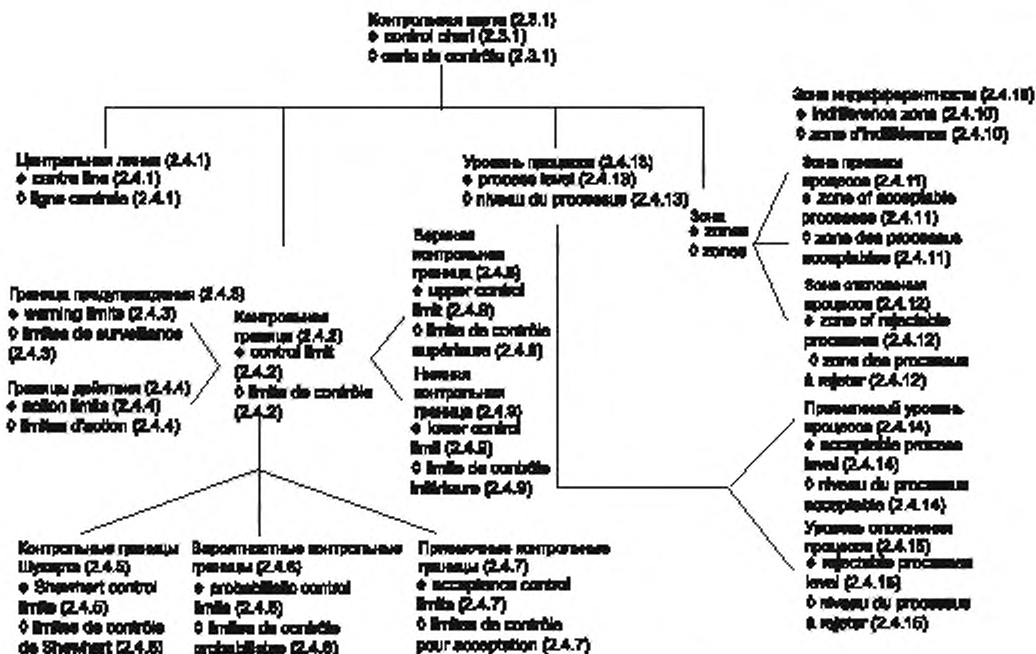 Контрольная карта (2.3.1)
♦ control chart (2.3.1)
◊ carte de contrôle (2.3.1)
Центральная линия (2.4.1)
♦ centre line (2.4.1)
◊ ligne centrale (2.4.1)
Уровень процесса (2.4.13)
♦ process level (2.4.13)
◊ niveau du processus (2.4.13)
Зона
♦ zones
◊ zones
Зона индифферентности (2.4.10)
♦ indifference zone (2.4.10)
◊ zone d'indifférence (2.4.10)
Зона приемки
процесса (2.4.11)
♦ zone of acceptable
processes (2.4.11)
◊ zone des processus
acceptables (2.4.11)
Зона отклонения
процесса (2.4.12)
♦ zone of rejectable
processes (2.4.12)
◊ zone des processus
à rejeter (2.4.12)
Граница предупреждения (2.4.3)
♦ warning limits (2.4.3)
◊ limites de surveillance
(2.4.3)
Границы действия (2.4.4)
♦ action limits (2.4.4)
◊ limites d'action (2.4.4)
Контрольная
граница (2.4.2)
♦ control limit
(2.4.2)
◊ limite de contrôle
(2.4.2)
Верхняя
контрольная
граница (2.4.8)
♦ upper control
limit (2.4.8)
◊ limite de contrôle
supérieure (2.4.8)
Нижняя
контрольная
граница (2.4.9)
♦ lower control
limit (2.4.9)
◊ limite de contrôle
inférieure (2.4.9)
Приемлемый уровень
процесса (2.4.14)
♦ acceptable process
level (2.4.14)
◊ niveau du processus
acceptable (2.4.14)
Уровень отклонения
процесса (2.4.15)
♦ rejectable processes
level (2.4.15)
◊ niveau du processus
à rejeter (2.4.15)
Контрольные границы
Шухарта (2.4.5)
♦ Shewhart control
limits (2.4.5)
◊ limites de contrôle
de Shewhart (2.4.5)
Вероятностные контрольные
границы (2.4.6)
♦ probabilistic control
limits (2.4.6)
◊ limites de contrôle
probabilistes (2.4.6)
Приемочные контрольные
границы (2.4.7)
♦ acceptance control
limits (2.4.7)
◊ limites de contrôle
pour acceptation (2.4.7)